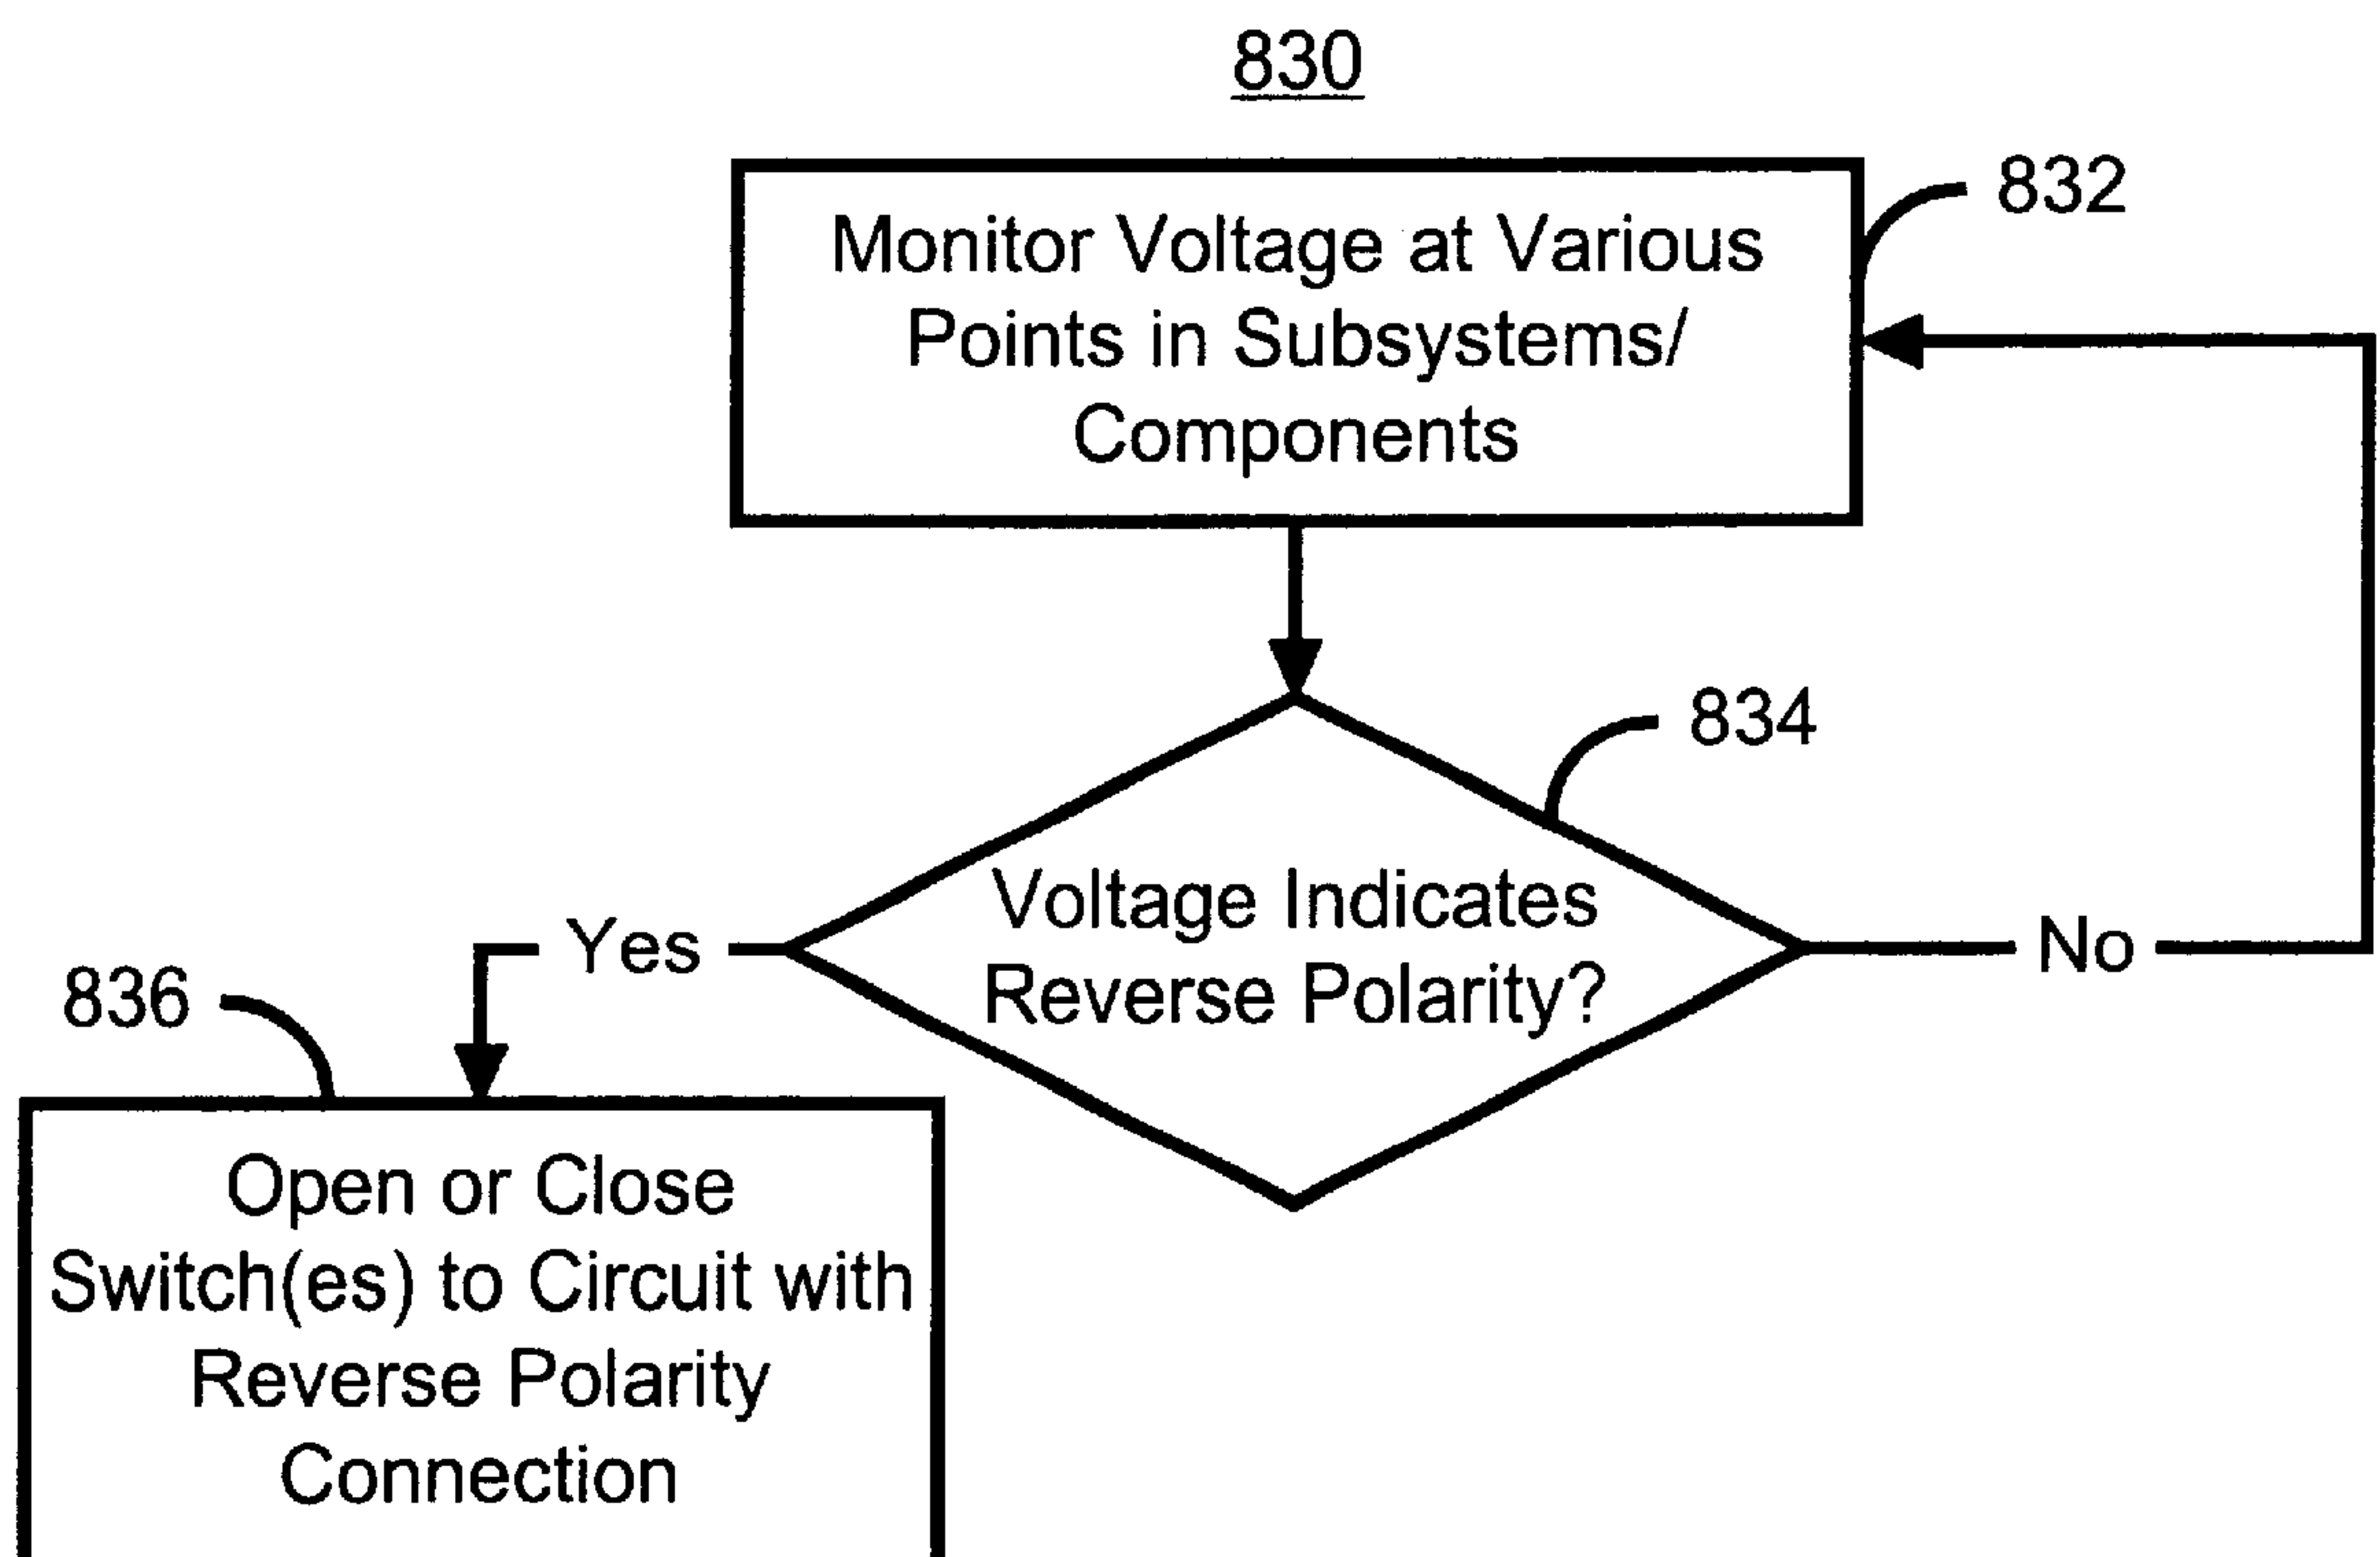 830
832
Monitor Voltage at Various
Points in Subsystems/
Components
834
Voltage Indicates
Reverse Polarity?
Yes
No
836
Open or Close
Switch(es) to Circuit with
Reverse Polarity
Connection